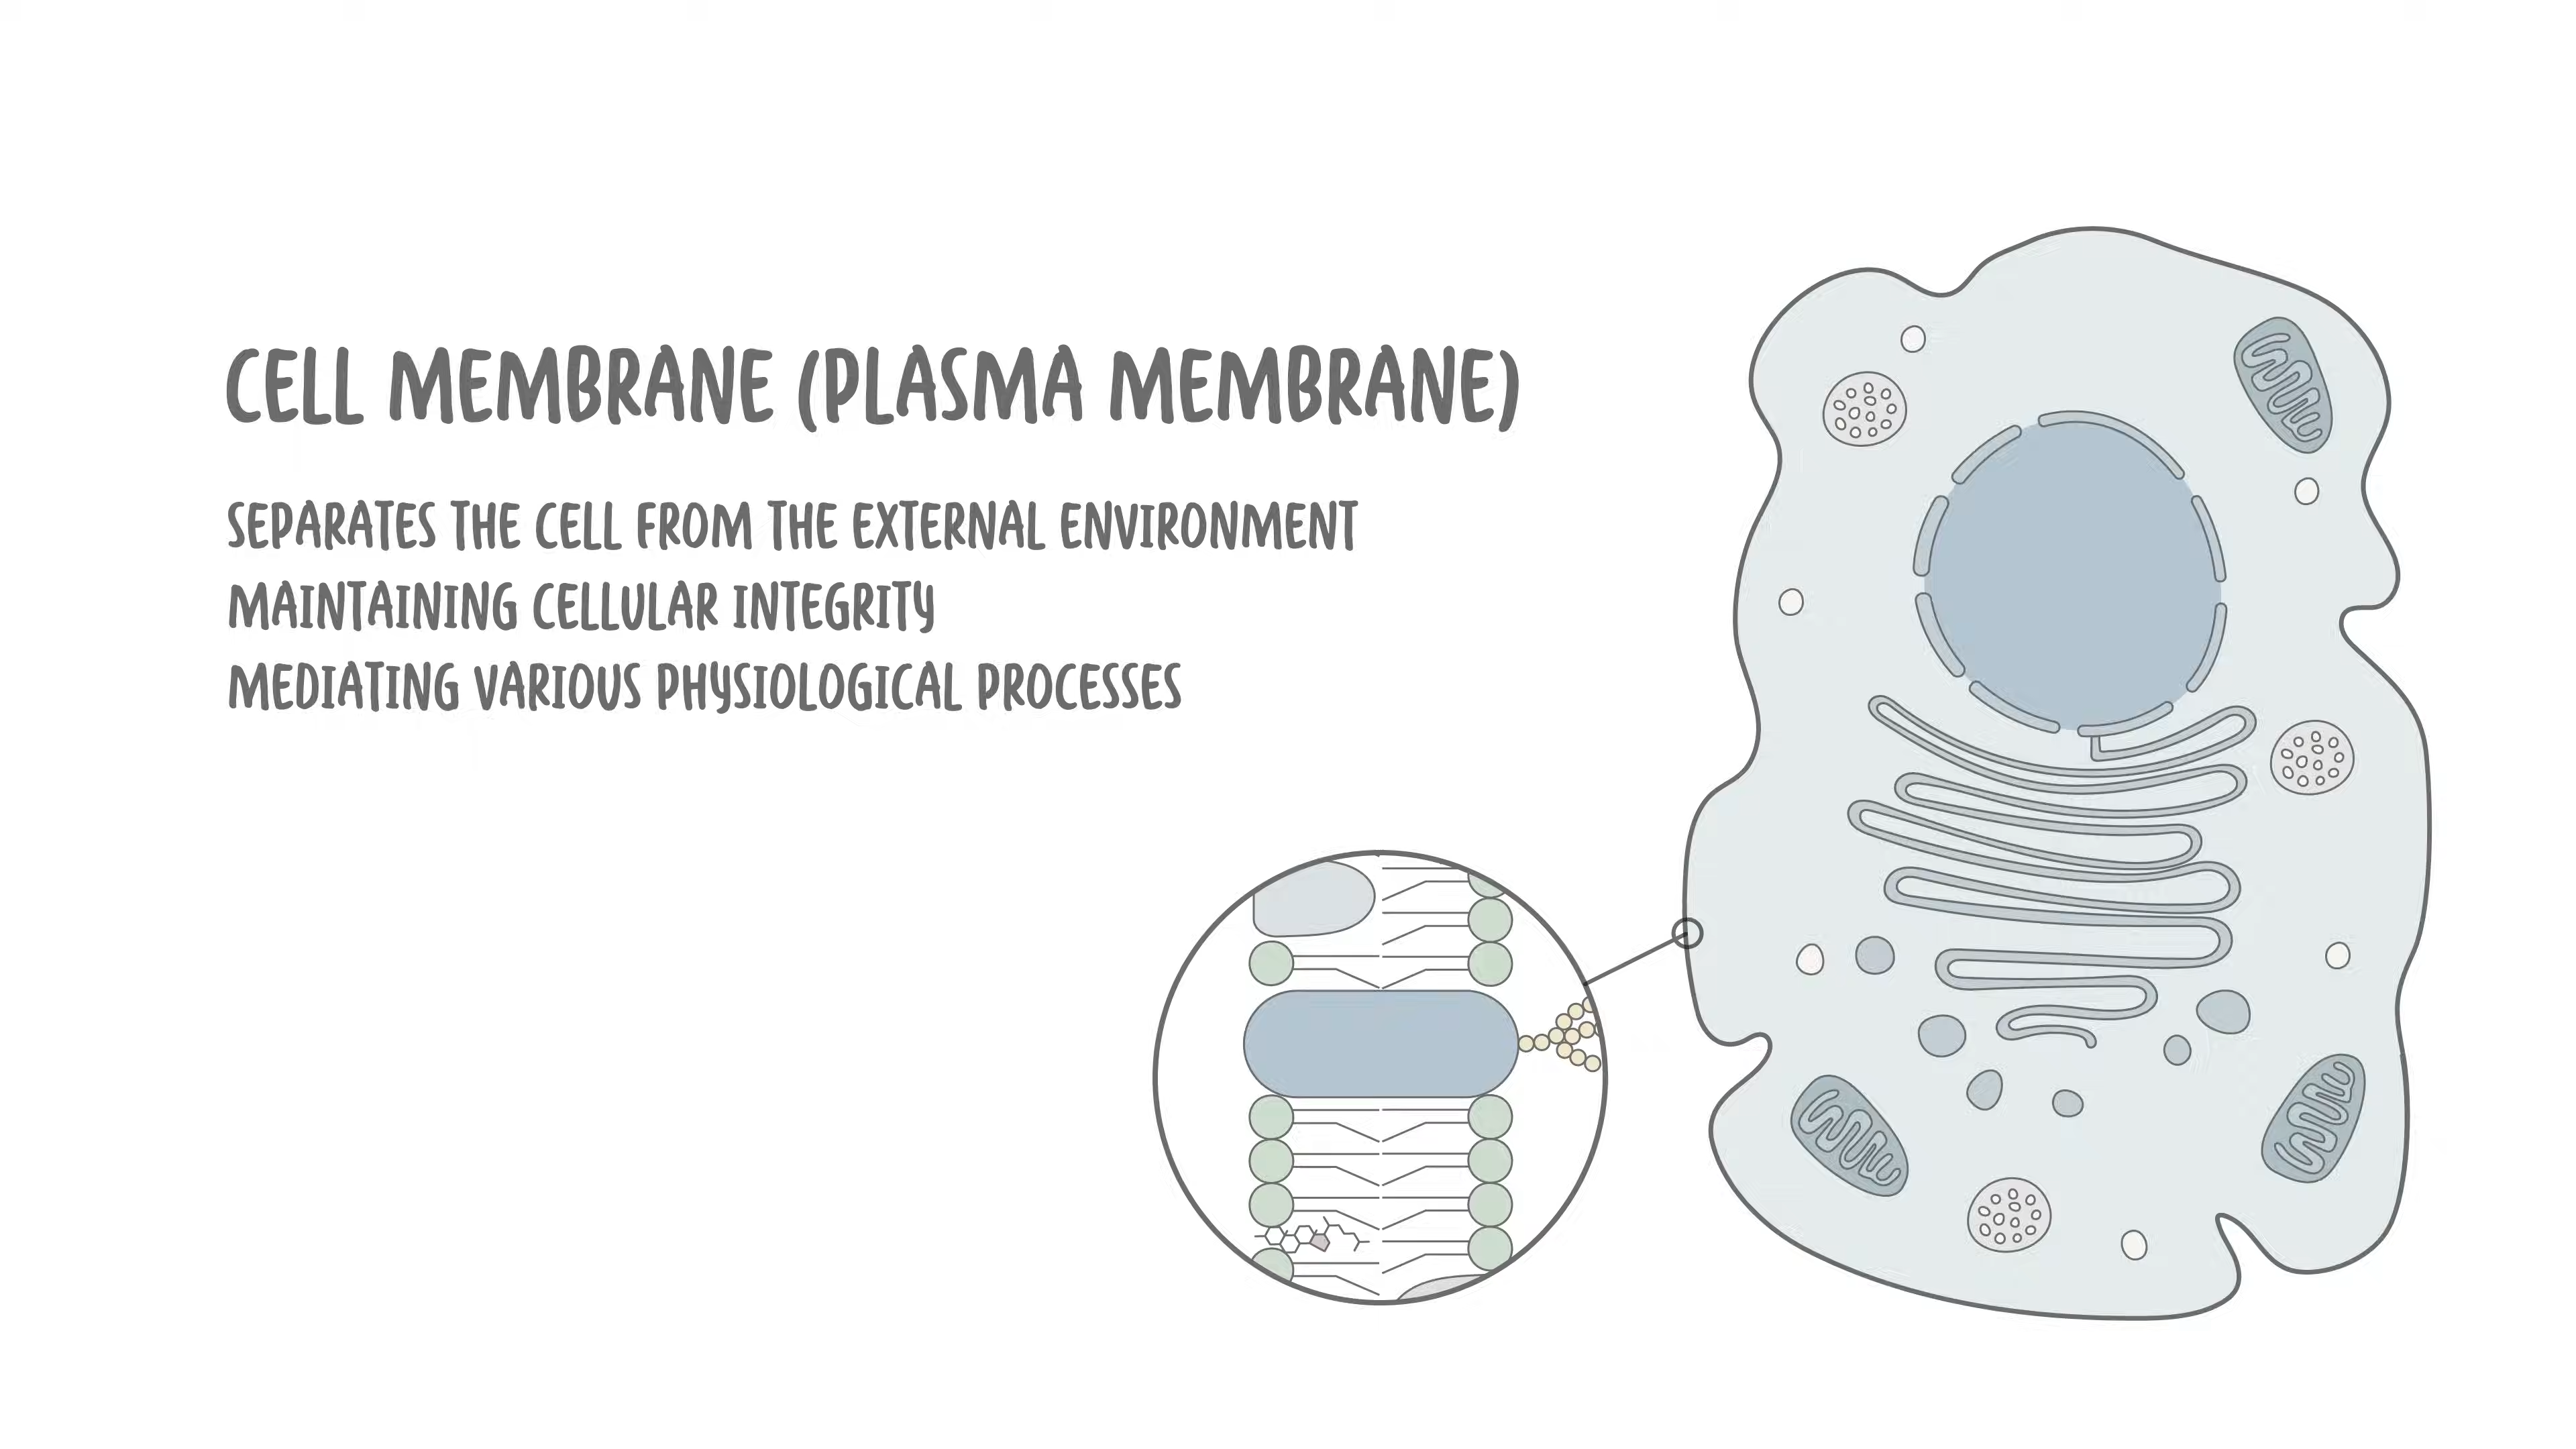 CELL MEMBRANE (PLASMA MEMBRANE)
SEPARATES THE CELL FROM THE EXTERNAL ENVIRONMENT
MAINTAINING CELLULAR INTEGRITY
MEDIATING VARIOUS PHYSIOLOGICAL PROCESSES